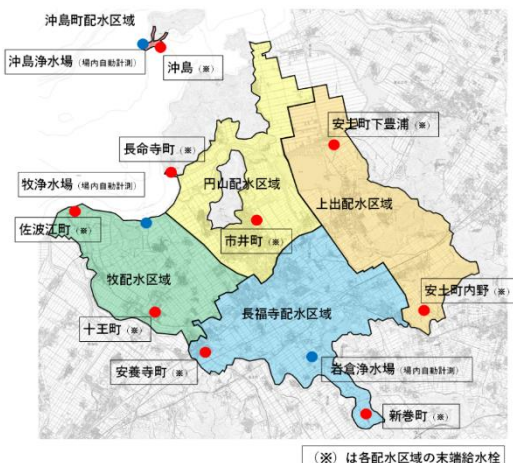 沖島町配水区域
沖島浄水場（場内自動計測）
沖島（※）
安土町下豊浦（※）
長命寺町（※）
円山配水区域
牧浄水場（場内自動計測）
上出配水区域
佐波江町（※）
市井町（※）
牧配水区域
安土町内野（※）
長福寺配水区域
十王町（※）
安養寺町（※）
岩倉浄水場（場内自動計測）
新巻町（※）
（※）は各配水区域の末端給水栓